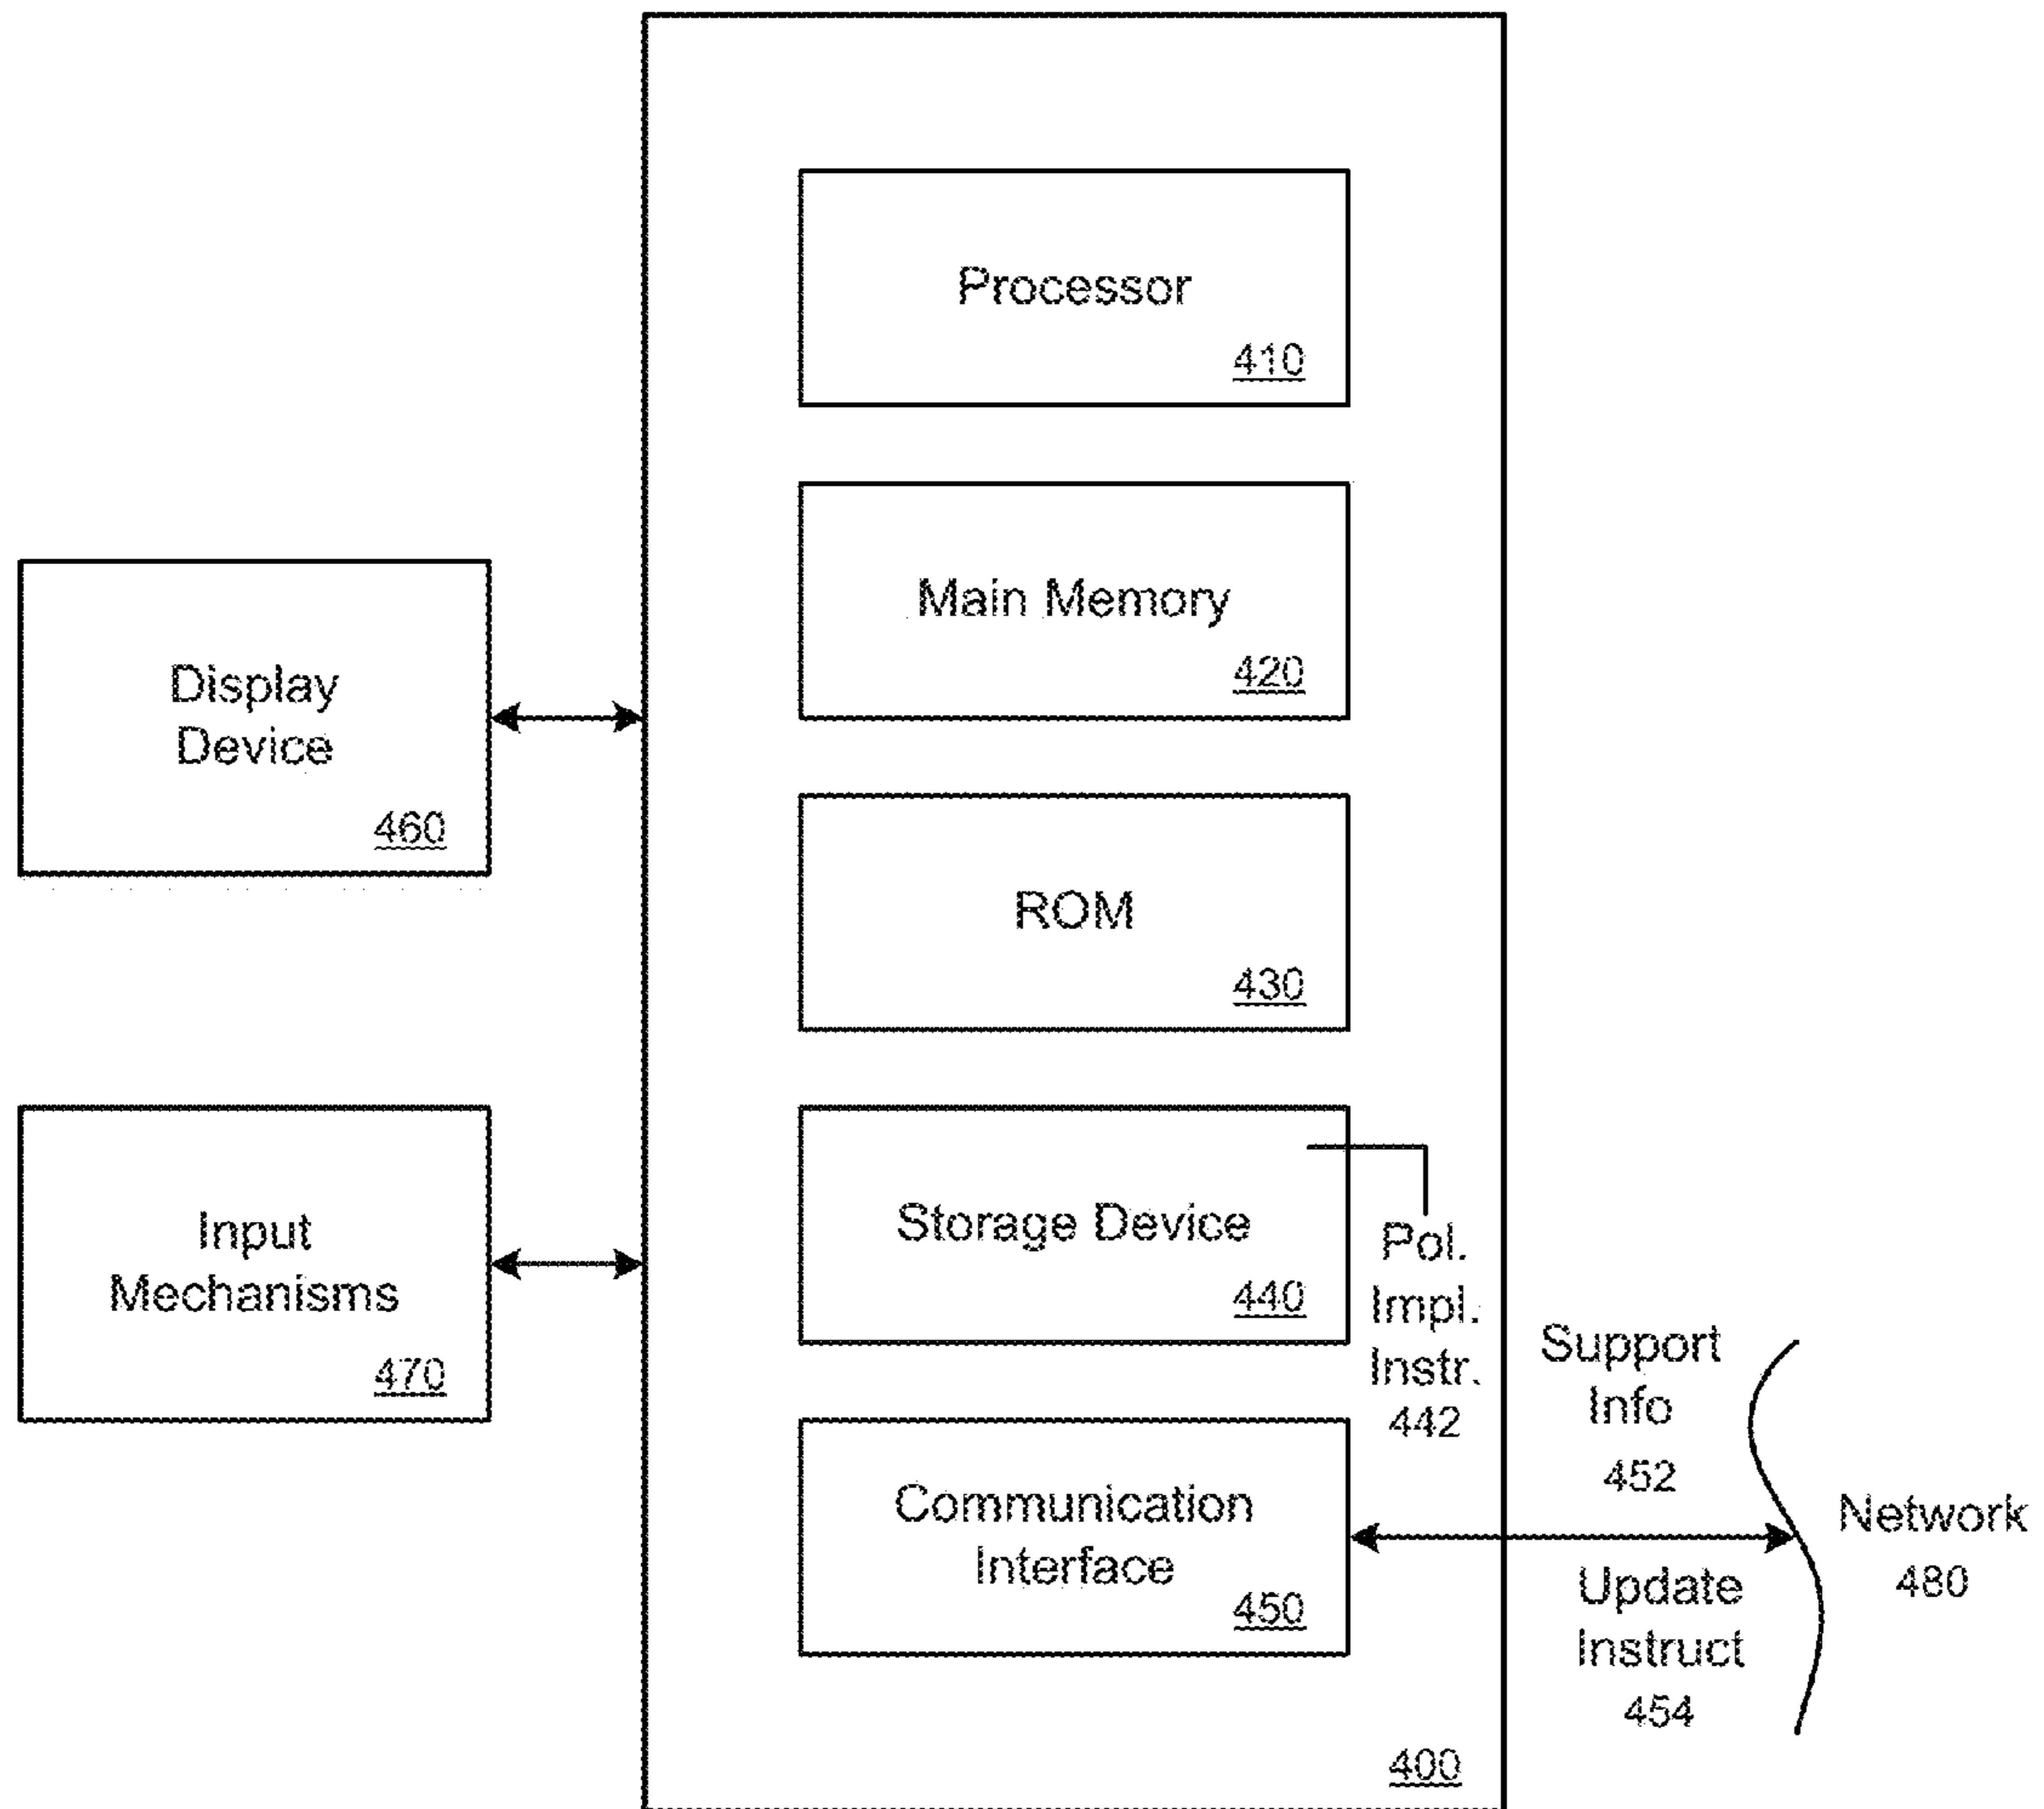 Processor
410
Main Memory
420
Display
Device
460
ROM
430
Input
Mechanisms
470
Storage Device
440
Pol.
Impl.
Instr.
442
Communication
Interface
450
Support
Info
452
Update
Instruct
454
Network
480
400